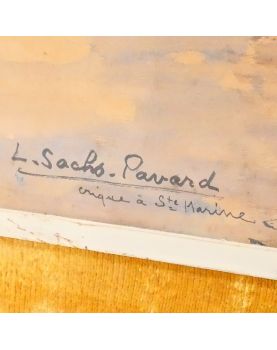 L. Sachs. Pavard
crique à Ste Marine